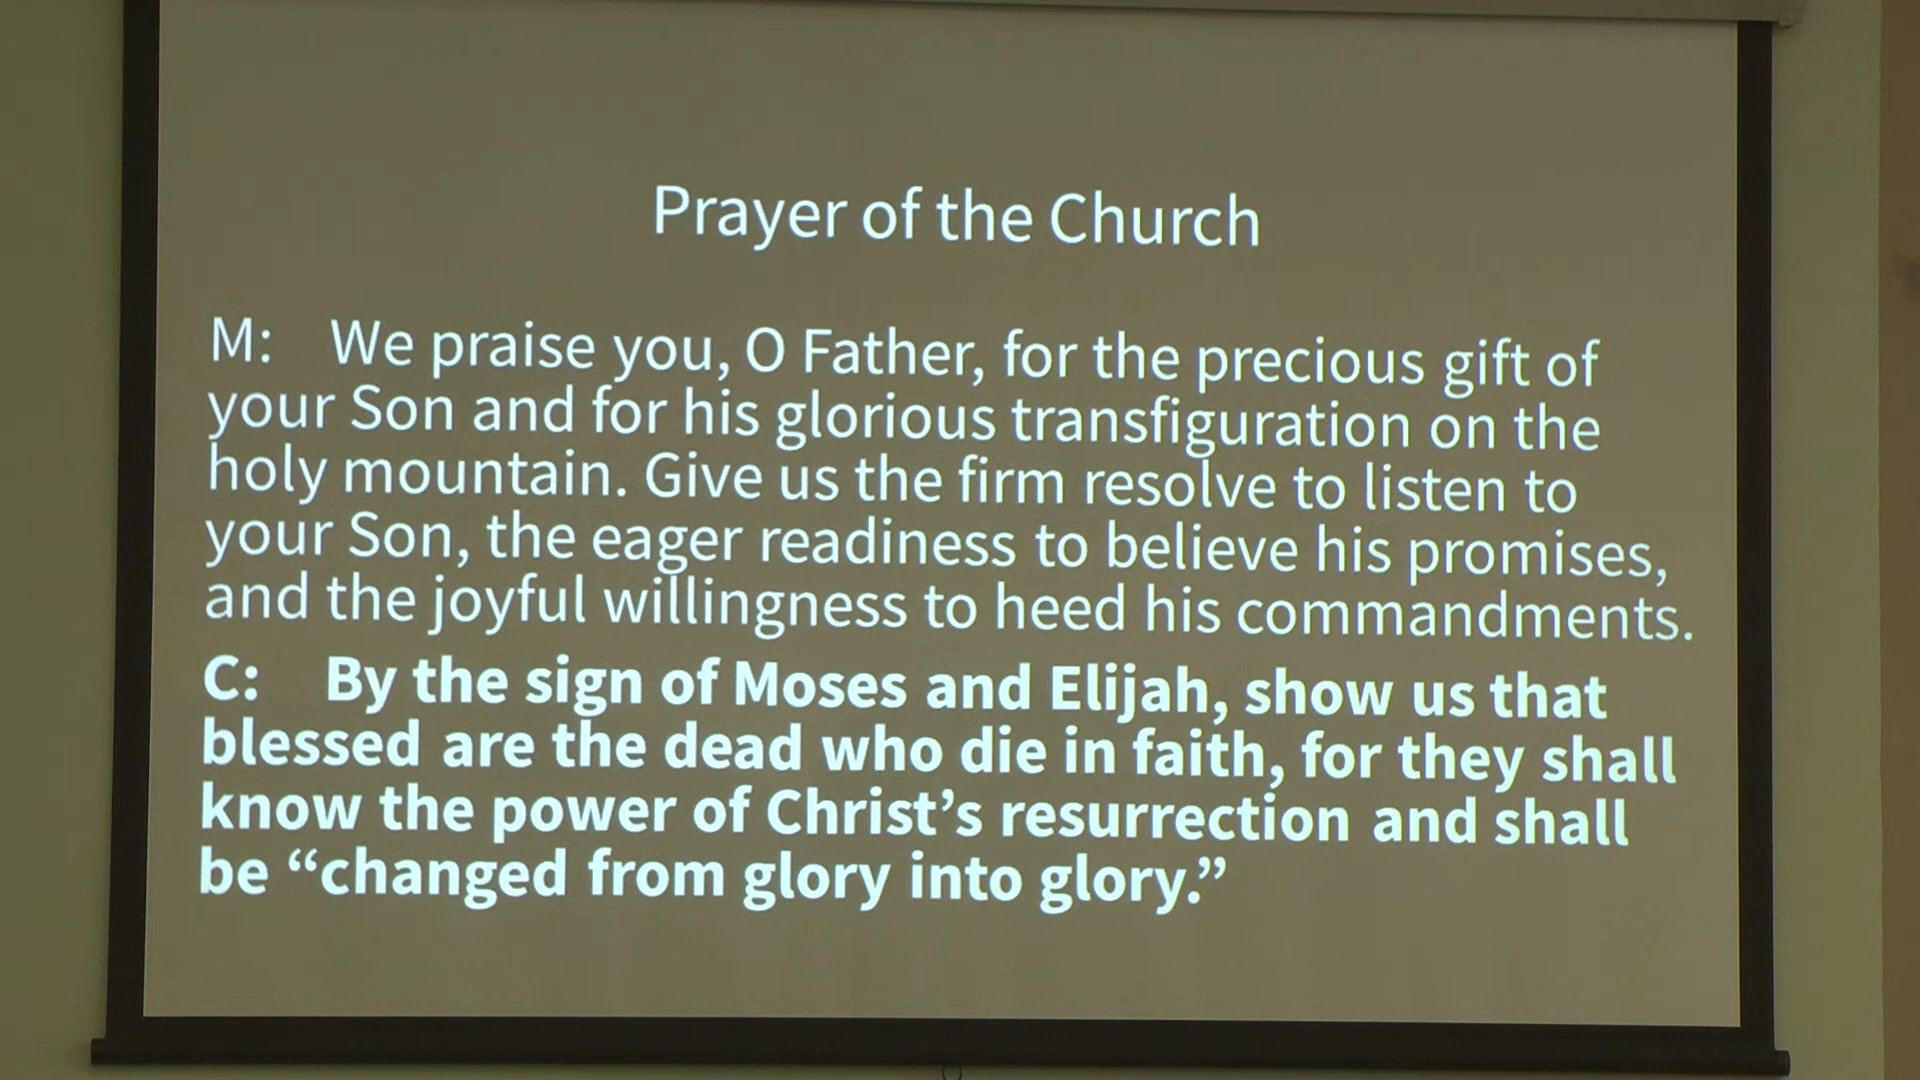 Prayer of the Church
M: We praise you, O Father, for the precious gift of
your Son and for his glorious transfiguration on the
holy mountain. Give us the firm resolve to listen to
your Son, the eager readiness to believe his promises,
and the joyful willingness to heed his commandments.
C: By the sign of Moses and Elijah, show us that
blessed are the dead who die in faith, for they shall
know the power of Christ’s resurrection and shall
be “changed from glory into glory.”